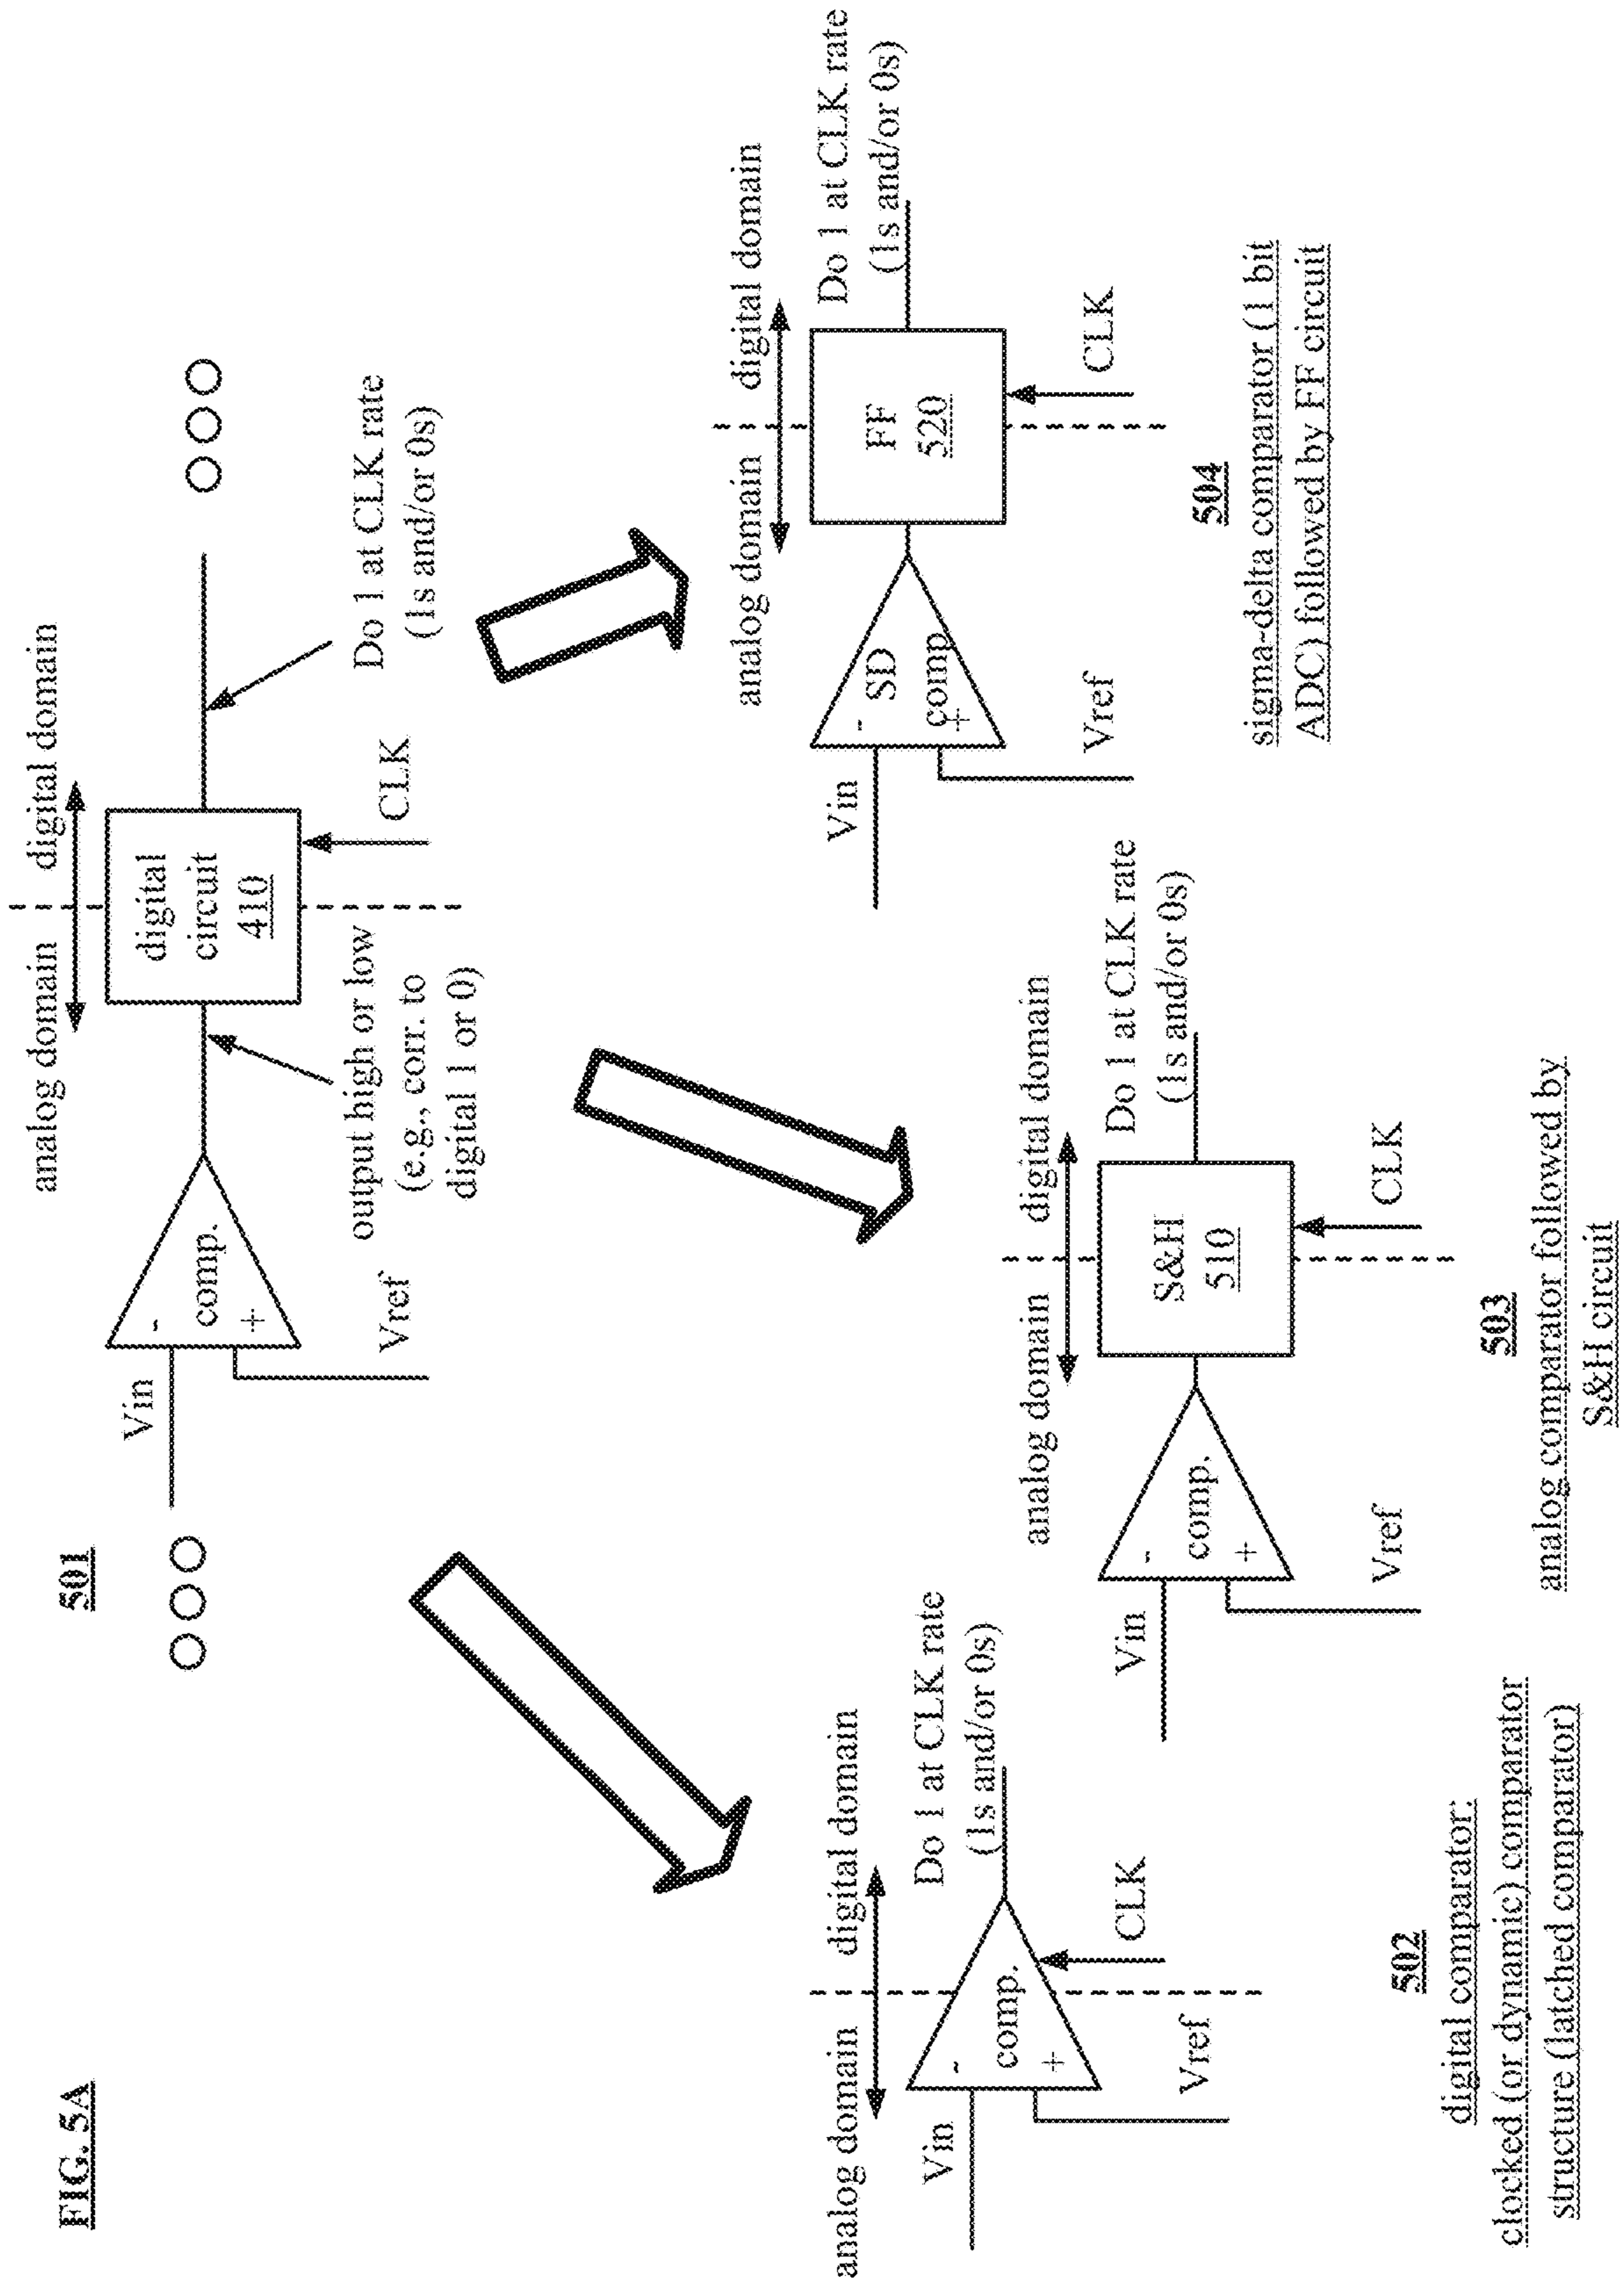 FIG. 5A
501
analog domain
digital domain
Vin
-
comp.
+
Vref
digital
circuit
410
CLK
output high or low
(e.g., corr. to
digital 1 or 0)
Do 1 at CLK rate
(1s and/or 0s)
analog domain
digital domain
Do 1 at CLK rate
(1s and/or 0s)
Vin
-
comp.
+
Vref
CLK
502
digital comparator:
clocked (or dynamic) comparator
structure (latched comparator)
analog domain
digital domain
Do 1 at CLK rate
(1s and/or 0s)
Vin
-
comp.
+
Vref
S&H
510
CLK
503
analog comparator followed by
S&H circuit
analog domain
digital domain
Do 1 at CLK rate
(1s and/or 0s)
Vin
-
SD
comp.
+
Vref
FF
520
CLK
504
sigma-delta comparator (1 bit
ADC) followed by FF circuit